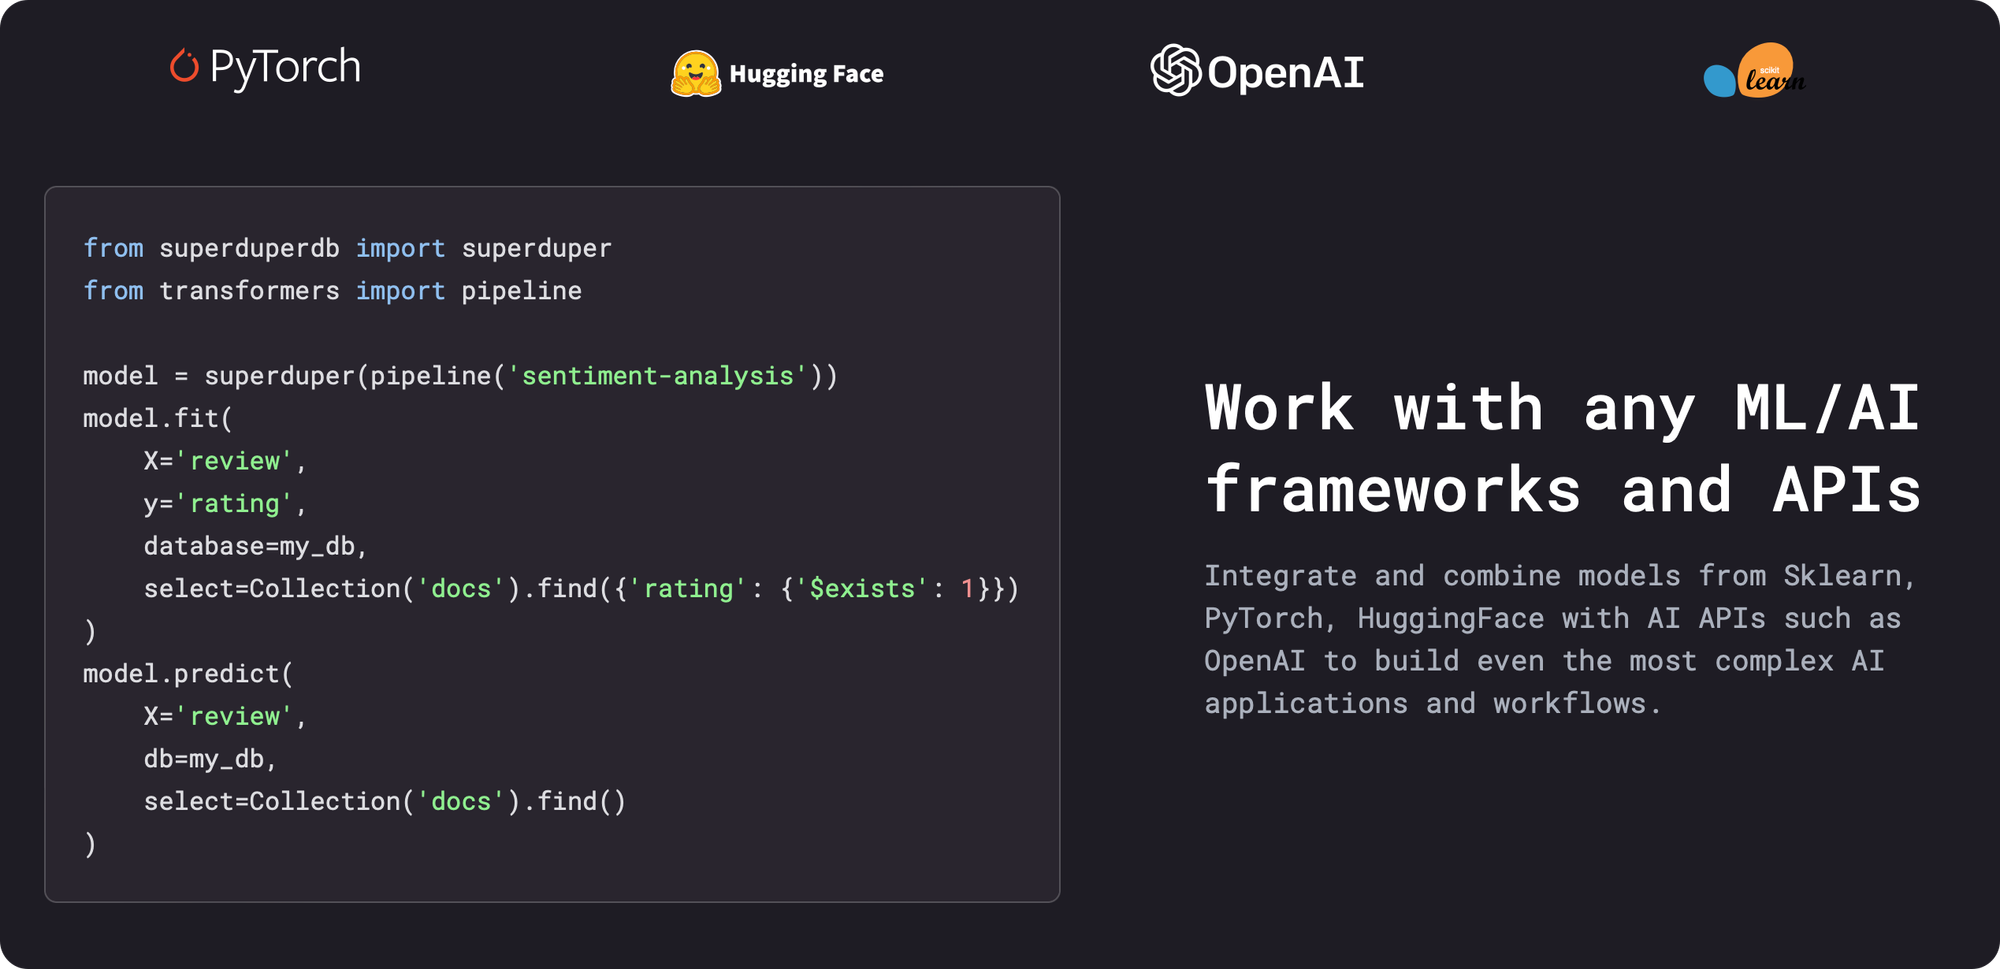 PyTorch
Hugging Face
OpenAI
scikit
learn
from superduperdb import superduper
from transformers import pipeline

model = superduper(pipeline('sentiment-analysis'))
model.fit(
    X='review',
    y='rating',
    database=my_db,
    select=Collection('docs').find({'rating': {'$exists': 1}})
)
model.predict(
    X='review',
    db=my_db,
    select=Collection('docs').find()
)
Work with any ML/AI
frameworks and APIs
Integrate and combine models from Sklearn,
PyTorch, HuggingFace with AI APIs such as
OpenAI to build even the most complex AI
applications and workflows.